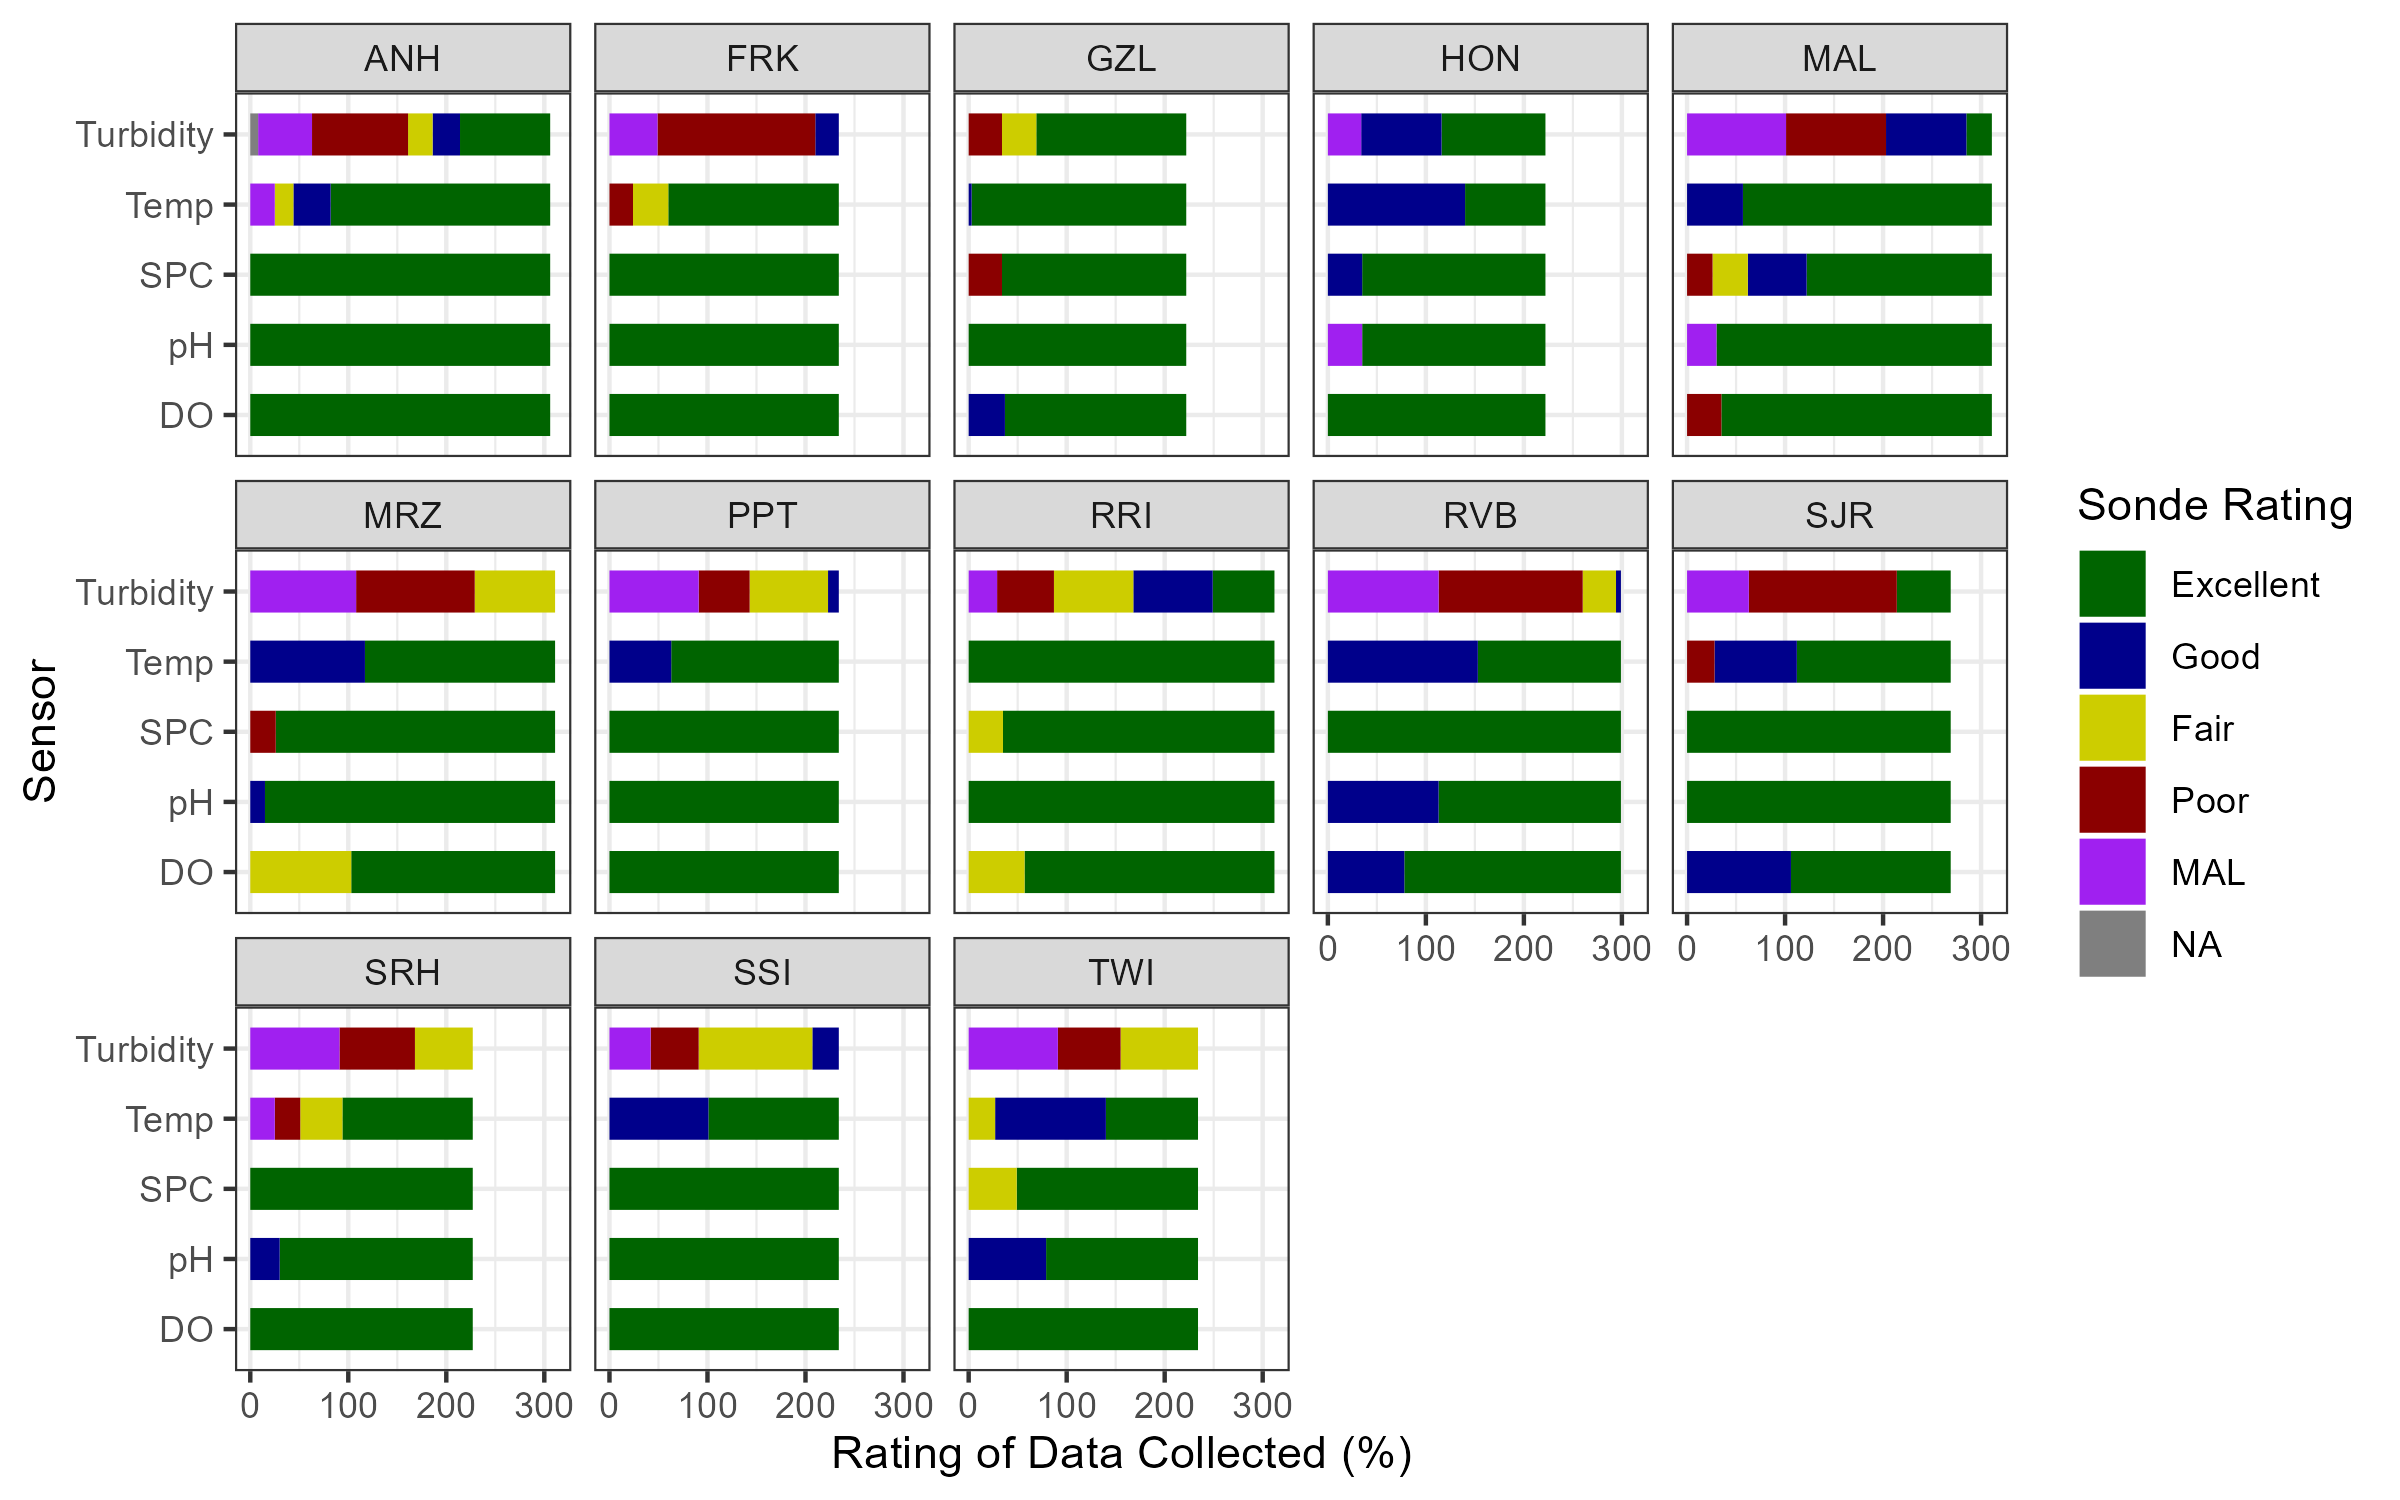 ANH
FRK
GZL
HON
MAL
Turbidity
Temp
SPC
pH
DO
MRZ
PPT
RRI
RVB
SJR
Turbidity
Temp
SPC
pH
DO
0 100 200 300
0 100 200 300
SRH
SSI
TWI
Turbidity
Temp
SPC
pH
DO
0 100 200 300
0 100 200 300
0 100 200 300
Rating of Data Collected (%)
Sensor
Sonde Rating
Excellent
Good
Fair
Poor
MAL
NA